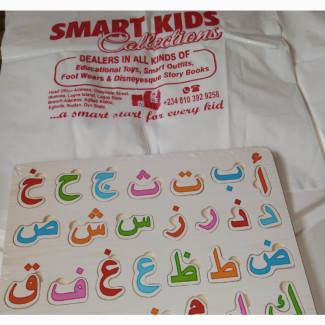 SMART KIDS
Collections
DEALERS IN ALL KINDS OF
Educational Toys, Smart Outfits,
Foot Wears & Disneyesque Story Books
+234 810 392 9258
...a smart start for every kid
أ ب ت ث ج ح خ
د ذ ر ز س ش ص
ض ط ظ ع غ ف ق
ك